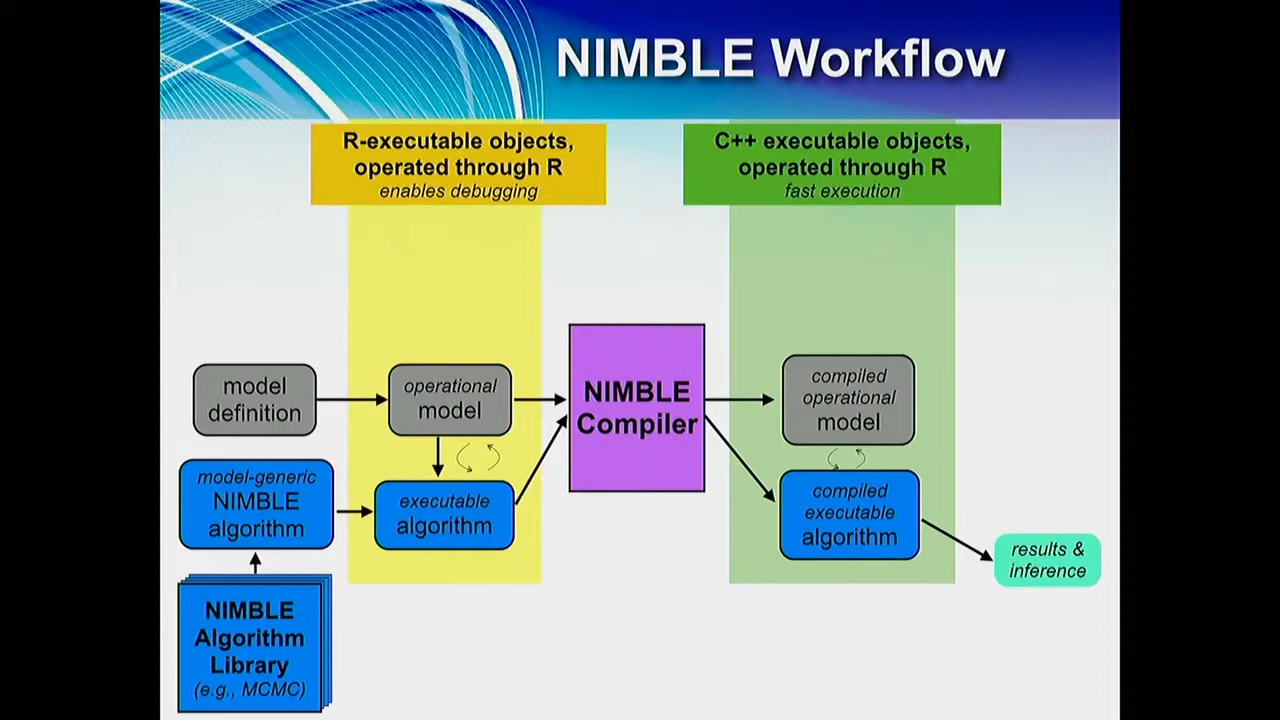 NIMBLE Workflow
R-executable objects,
operated through R
enables debugging
C++ executable objects,
operated through R
fast execution
model
definition
operational
model
NIMBLE
Compiler
compiled
operational
model
model-generic
NIMBLE
algorithm
executable
algorithm
compiled
executable
algorithm
results &
inference
NIMBLE
Algorithm
Library
(e.g., MCMC)